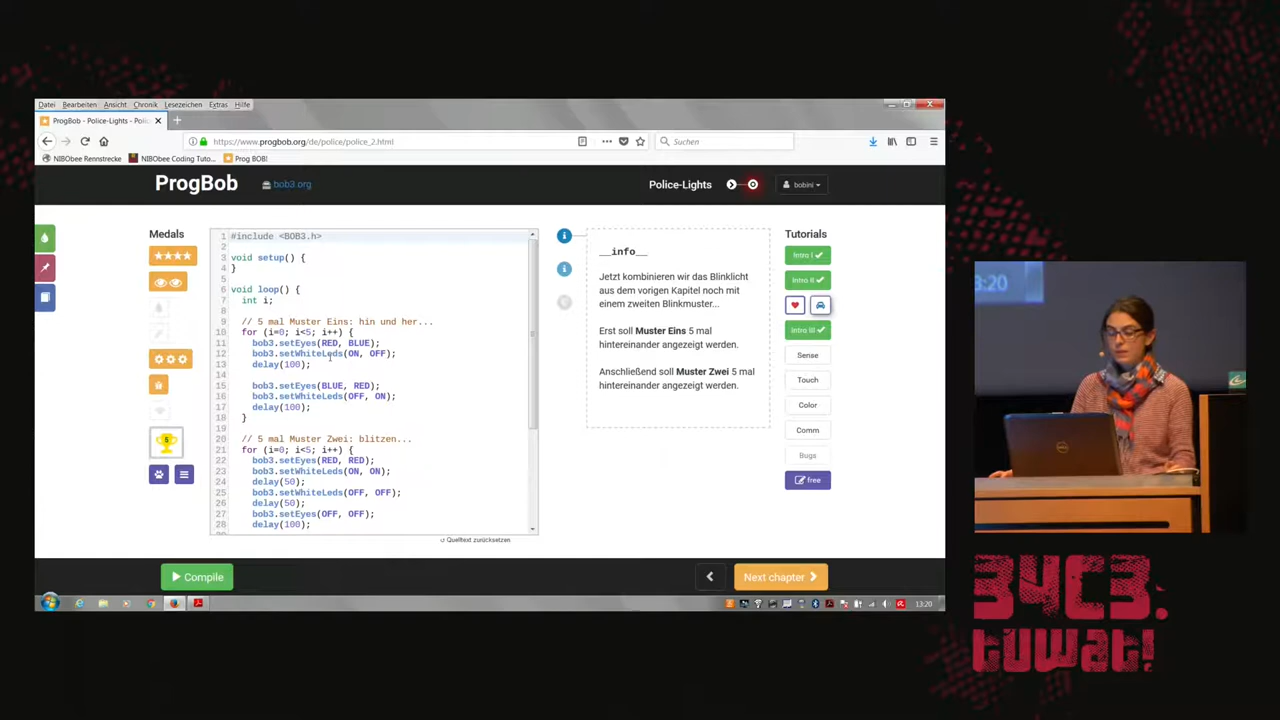 Datei Bearbeiten Ansicht Chronik Lesezeichen Extras Hilfe
ProgBob - Police-Lights - Polic
https://www.progbob.org/de/police/police_2.html
Suchen
NIBObee Rennstrecke NIBObee Coding Tuto... Prog BOB!
ProgBob
bob3 org
Police-Lights
bobini
Medals
1 #include <BOB3.h>
2
3 void setup() {
4 }
5
6 void loop() {
7 int i;
8
9 // 5 mal Muster Eins: hin und her...
10 for (i=0; i<5; i++) {
11 bob3.setEyes(RED, BLUE);
12 bob3.setWhiteLeds(ON, OFF);
13 delay(100);
14
15 bob3.setEyes(BLUE, RED);
16 bob3.setWhiteLeds(OFF, ON);
17 delay(100);
18 }
19
20 // 5 mal Muster Zwei: blitzen...
21 for (i=0; i<5; i++) {
22 bob3.setEyes(RED, RED);
23 bob3.setWhiteLeds(ON, ON);
24 delay(50);
25 bob3.setWhiteLeds(OFF, OFF);
26 delay(50);
27 bob3.setEyes(OFF, OFF);
28 delay(100);
Quelltext zurücksetzen
__info__
Jetzt kombinieren wir das Blinklicht
aus dem vorigen Kapitel noch mit
einem zweiten Blinkmuster...
Erst soll Muster Eins 5 mal
hintereinander angezeigt werden.
Anschließend soll Muster Zwei 5 mal
hintereinander angezeigt werden.
Tutorials
Intro I
Intro II
Intro III
Sense
Touch
Color
Comm
Bugs
free
5
Compile
Next chapter
13:20
3:20
DELL
34C3.
tuwat!